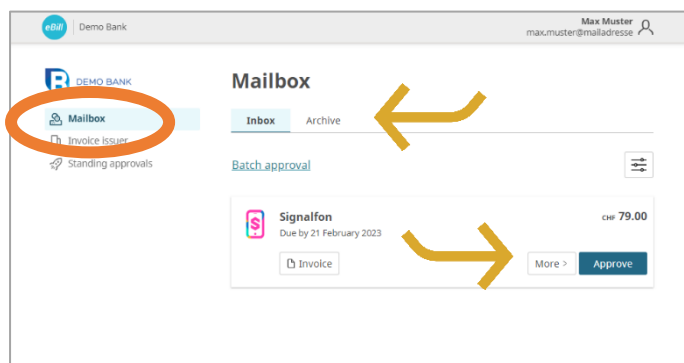 eBill Demo Bank
Max Muster
max.muster@mailadresse
DEMO BANK
Mailbox
Invoice issuer
Standing approvals
Mailbox
Inbox Archive
Batch approval
Signalfon
Due by 21 February 2023
CHF 79.00
Invoice
More >
Approve